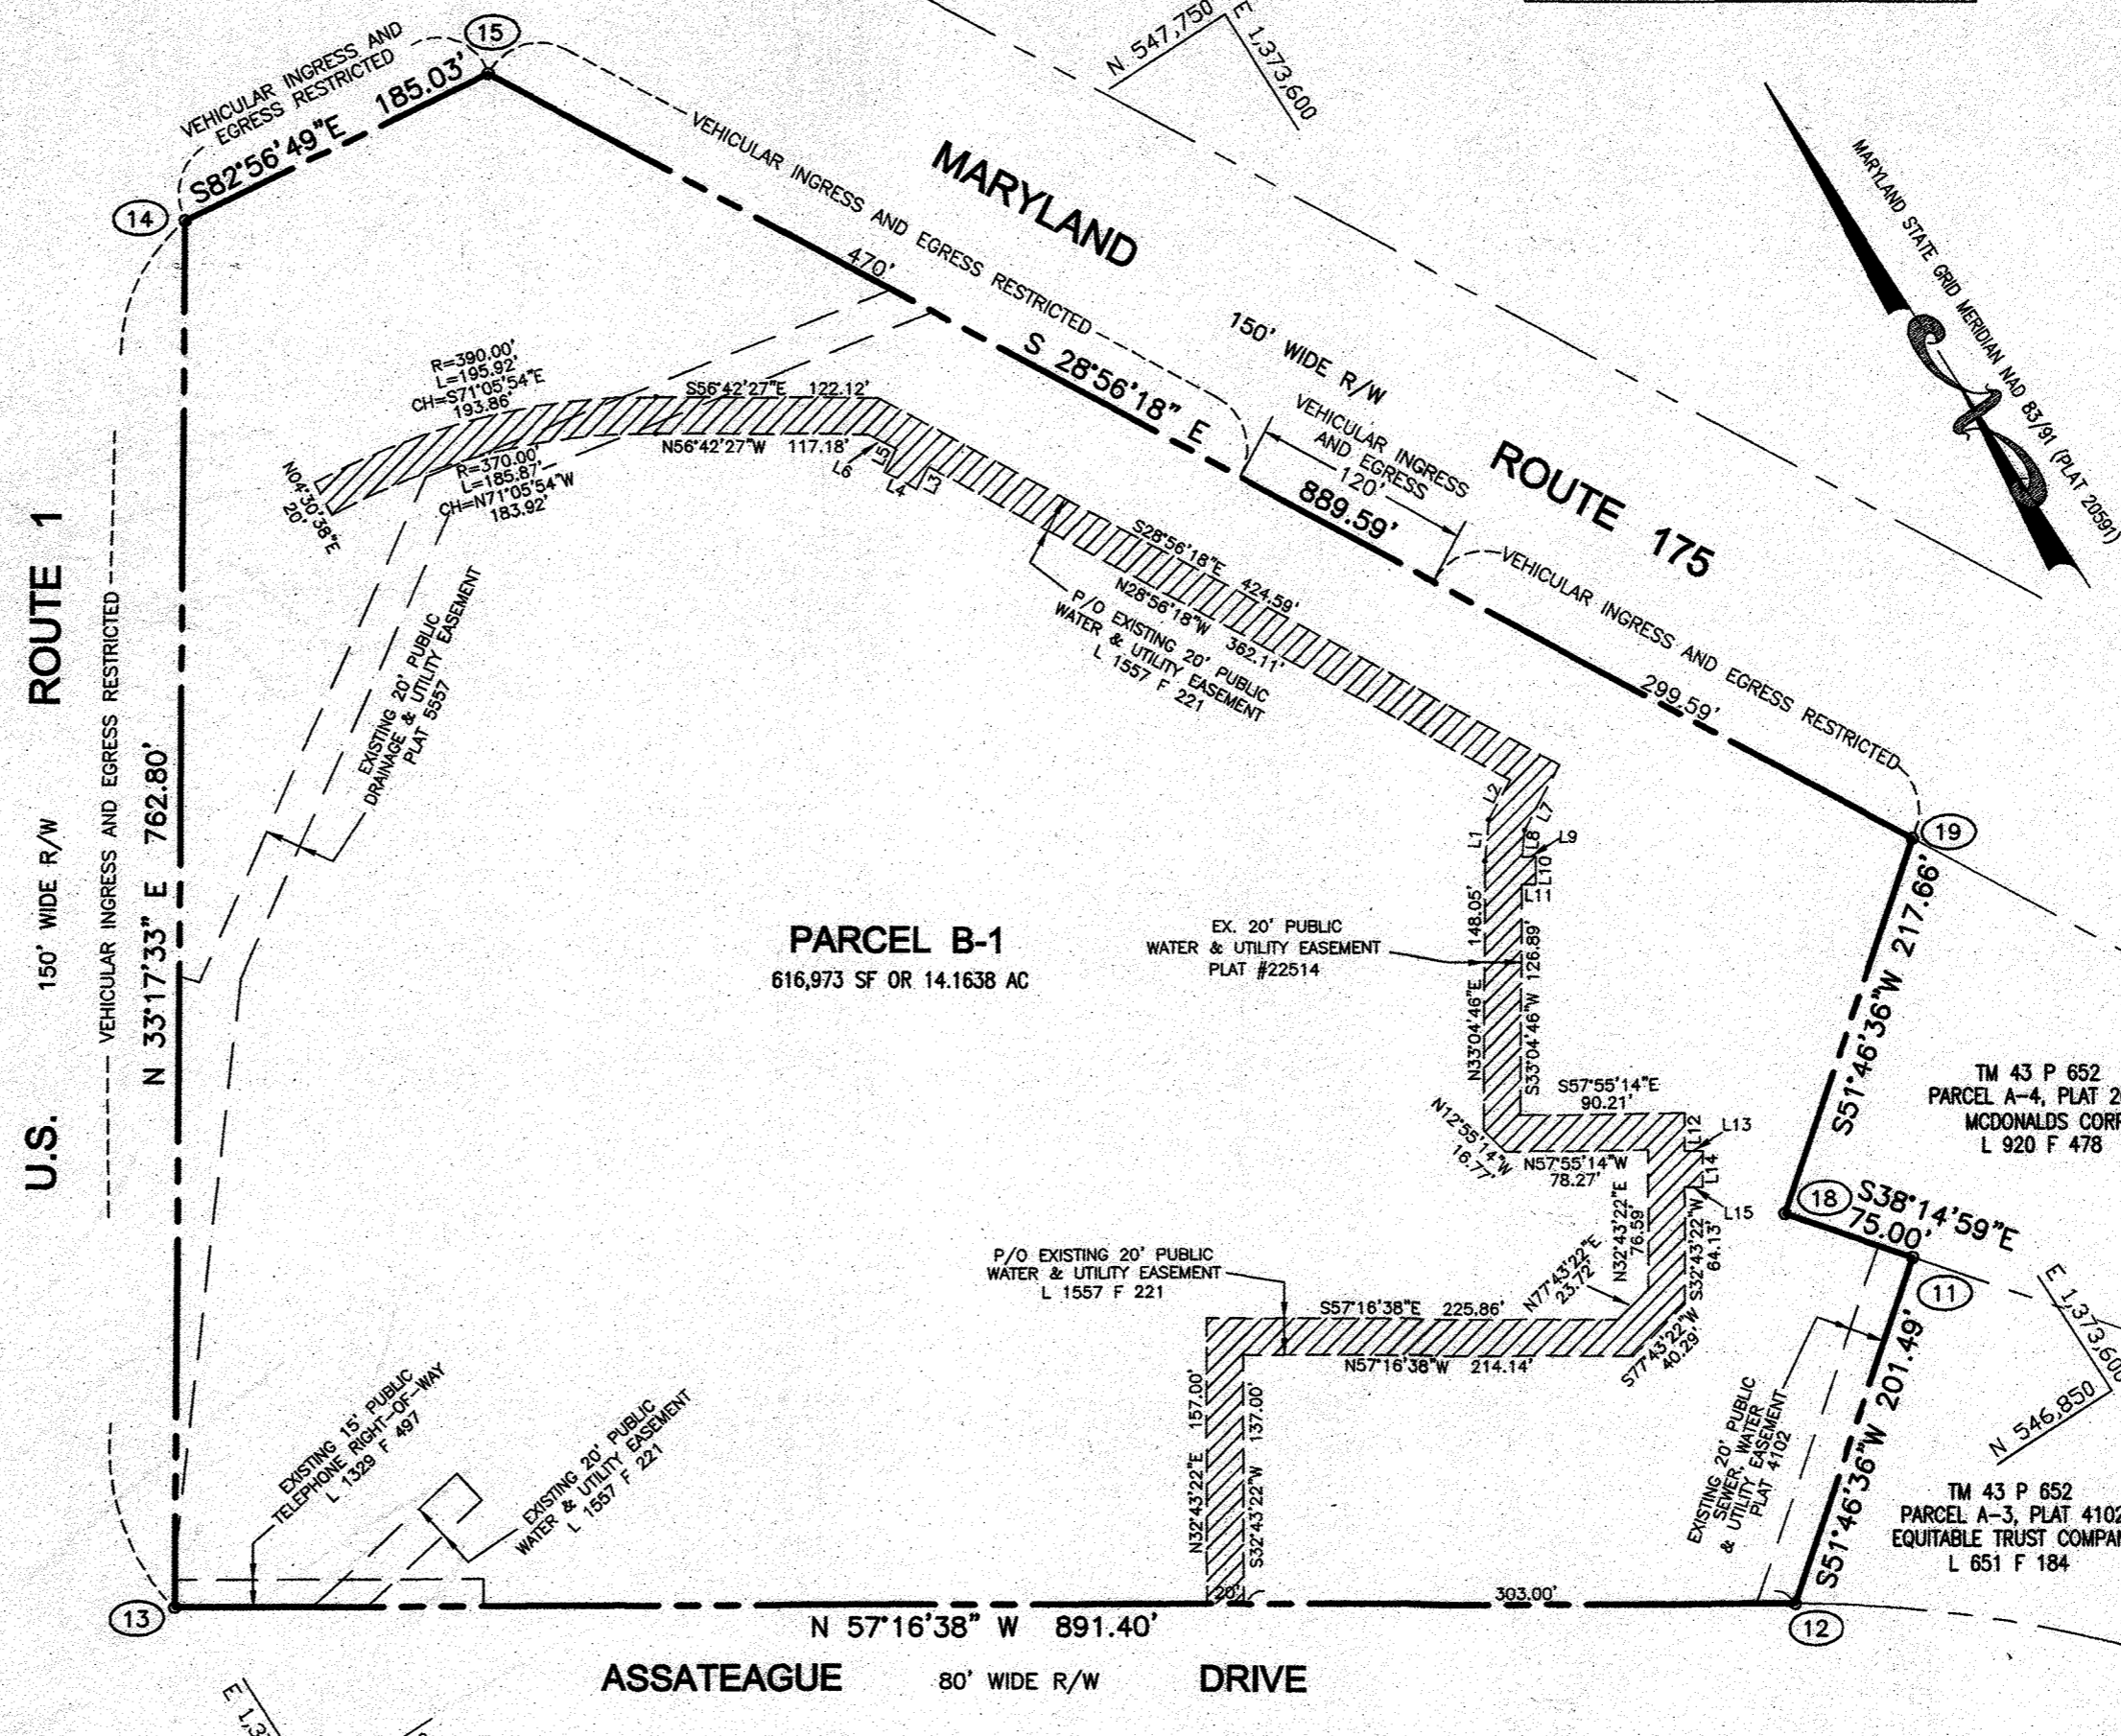 15
VEHICULAR INGRESS AND
EGRESS RESTRICTED
185.03'
S82°56'49"E
14
N 547,750
E 1,373,600
VEHICULAR INGRESS AND EGRESS RESTRICTED
MARYLAND
ROUTE 175
150' WIDE R/W
470'
S 28°56'18" E
889.59'
VEHICULAR INGRESS
AND EGRESS
120'
VEHICULAR INGRESS AND EGRESS RESTRICTED
299.59'
MARYLAND STATE GRID MERIDIAN NAD 83/91 (PLAT 20591)
R=390.00'
L=195.92'
CH=S71°05'54"E
193.86'
S56°42'27"E 122.12'
N56°42'27"W 117.18'
R=370.00'
L=185.87'
CH=N71°05'54"W
183.92'
N04°30'38"E
20'
L6
L5
L4
L3
S28°56'18"E 424.59'
N28°56'18"W 362.11'
P/O EXISTING 20' PUBLIC
WATER & UTILITY EASEMENT
L 1557 F 221
EXISTING 20' PUBLIC
DRAINAGE & UTILITY EASEMENT
PLAT 5557
U.S. ROUTE 1
150' WIDE R/W
VEHICULAR INGRESS AND EGRESS RESTRICTED
N 33°17'33" E 762.80'
L2
L1
L7
L8
L9
L10
L11
19
S51°46'36"W 217.66'
PARCEL B-1
616,973 SF OR 14.1638 AC
EX. 20' PUBLIC
WATER & UTILITY EASEMENT
PLAT #22514
N33°04'46"E 148.05'
S33°04'46"W 126.89'
S57°55'14"E
90.21'
N12°55'14"W
16.77'
N57°55'14"W
78.27'
L12
L13
L14
L15
N32°43'22"E
76.59'
S32°43'22"W
64.13'
TM 43 P 652
PARCEL A-4, PLAT
MCDONALDS
L 920 F 478
18
S38°14'59"E
75.00'
11
P/O EXISTING 20' PUBLIC
WATER & UTILITY EASEMENT
L 1557 F 221
N77°43'22"E
23.72'
S57°16'38"E 225.86'
N57°16'38"W 214.14'
S77°43'22"W
40.29'
E 1,373,600
N 546,850
S51°46'36"W 201.49'
EXISTING 20' PUBLIC
SEWER, WATER
& UTILITY EASEMENT
PLAT 4102
TM 43 P 652
PARCEL A-3, PLAT 4102
EQUITABLE TRUST
L 651 F 184
N32°43'22"E 157.00'
S32°43'22"W 137.00'
EXISTING 15' PUBLIC
TELEPHONE RIGHT-OF-WAY
L 1329 F 497
EXISTING 20' PUBLIC
WATER & UTILITY EASEMENT
L 1557 F 221
20'
303.00'
13
12
N 57°16'38" W 891.40'
ASSATEAGUE DRIVE
80' WIDE R/W